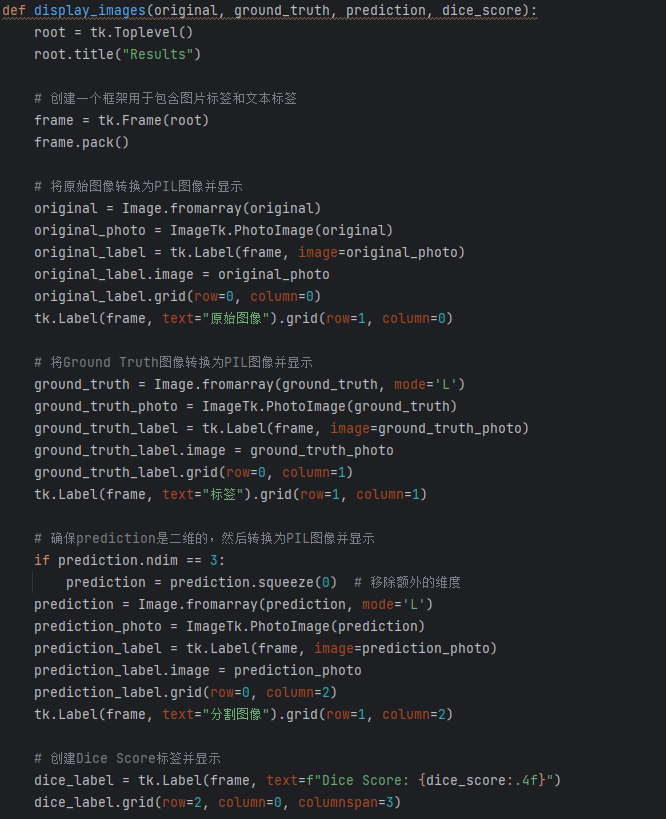 def display_images(original, ground_truth, prediction, dice_score):
    root = tk.Toplevel()
    root.title("Results")

    # 创建一个框架用于包含图片标签和文本标签
    frame = tk.Frame(root)
    frame.pack()

    # 将原始图像转换为PIL图像并显示
    original = Image.fromarray(original)
    original_photo = ImageTk.PhotoImage(original)
    original_label = tk.Label(frame, image=original_photo)
    original_label.image = original_photo
    original_label.grid(row=0, column=0)
    tk.Label(frame, text="原始图像").grid(row=1, column=0)

    # 将Ground Truth图像转换为PIL图像并显示
    ground_truth = Image.fromarray(ground_truth, mode='L')
    ground_truth_photo = ImageTk.PhotoImage(ground_truth)
    ground_truth_label = tk.Label(frame, image=ground_truth_photo)
    ground_truth_label.image = ground_truth_photo
    ground_truth_label.grid(row=0, column=1)
    tk.Label(frame, text="标签").grid(row=1, column=1)

    # 确保prediction是二维的，然后转换为PIL图像并显示
    if prediction.ndim == 3:
        prediction = prediction.squeeze(0)  # 移除额外的维度
    prediction = Image.fromarray(prediction, mode='L')
    prediction_photo = ImageTk.PhotoImage(prediction)
    prediction_label = tk.Label(frame, image=prediction_photo)
    prediction_label.image = prediction_photo
    prediction_label.grid(row=0, column=2)
    tk.Label(frame, text="分割图像").grid(row=1, column=2)

    # 创建Dice Score标签并显示
    dice_label = tk.Label(frame, text=f"Dice Score: {dice_score:.4f}")
    dice_label.grid(row=2, column=0, columnspan=3)